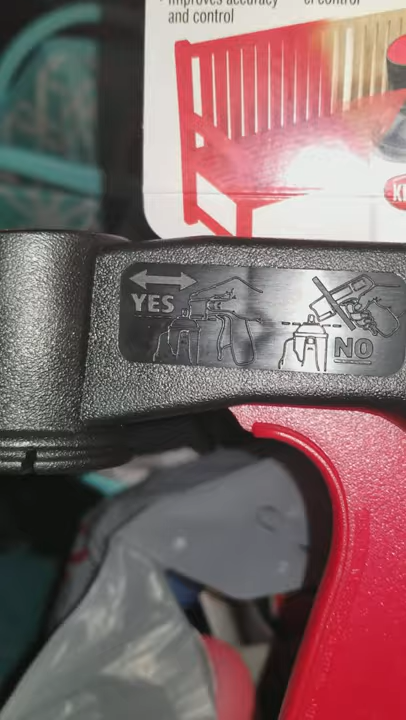 improves accuracy
and control
of control
YES
NO